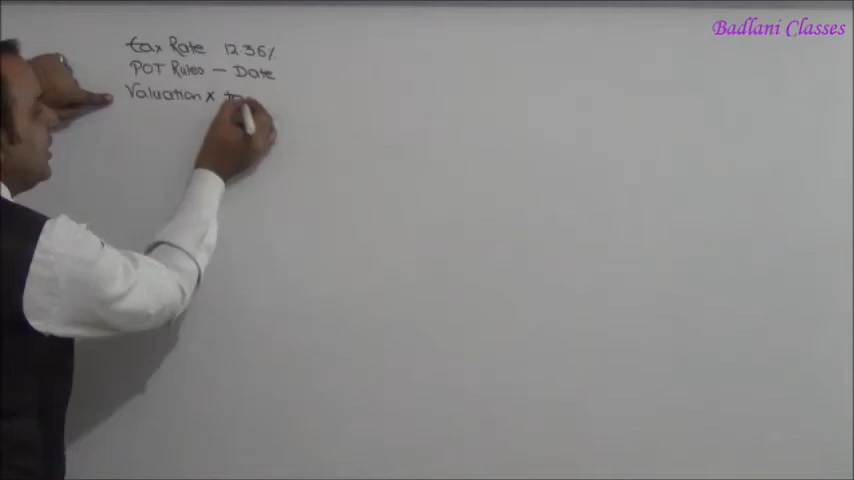 Badlani Classes
tax Rate 12.36%
POT Rules - Date
Valuation x